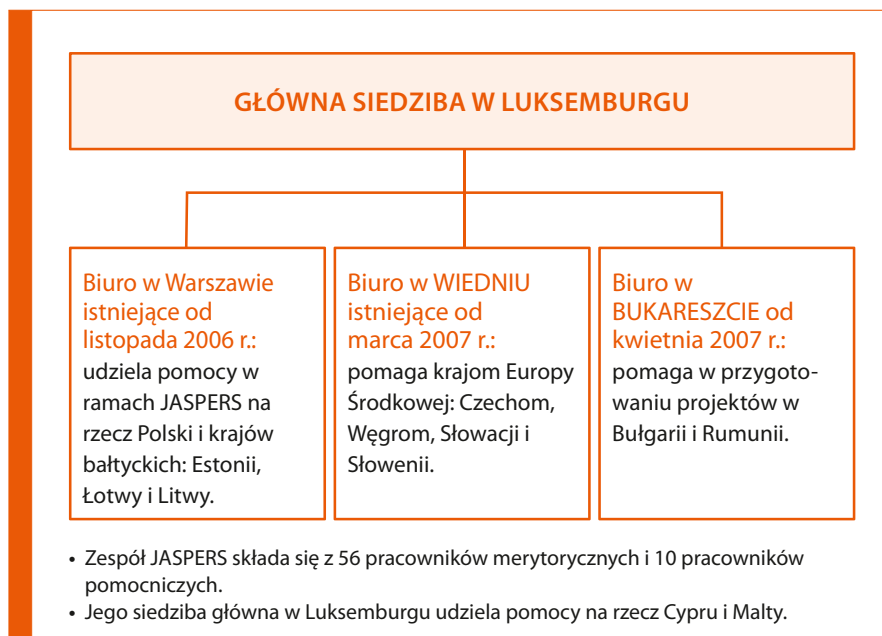 GŁÓWNA SIEDZIBA W LUKSEMBURGU
Biuro w Warszawie
istniejące od
listopada 2006 r.:
udziela pomocy w
ramach JASPERS na
rzecz Polski i krajów
bałtyckich: Estonii,
Łotwy i Litwy.
Biuro w WIEDNIU
istniejące od
marca 2007 r.:
pomaga krajom Europy
Środkowej: Czechom,
Węgrom, Słowacji i
Słowenii.
Biuro w
BUKARESZCIE od
kwietnia 2007 r.:
pomaga w przygoto-
waniu projektów w
Bułgarii i Rumunii.
• Zespół JASPERS składa się z 56 pracowników merytorycznych i 10 pracowników
pomocniczych.
• Jego siedziba główna w Luksemburgu udziela pomocy na rzecz Cypru i Malty.